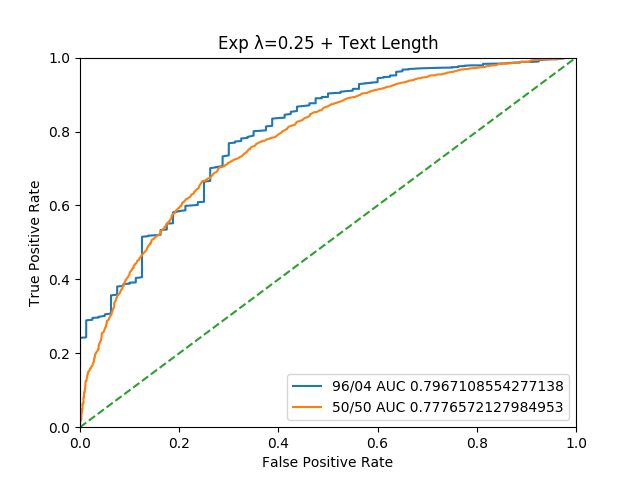 Exp λ=0.25 + Text Length
1.0
0.8
0.6
0.4
0.2
0.0
True Positive Rate
96/04 AUC 0.7967108554277138
50/50 AUC 0.7776572127984953
0.0 0.2 0.4 0.6 0.8 1.0
False Positive Rate